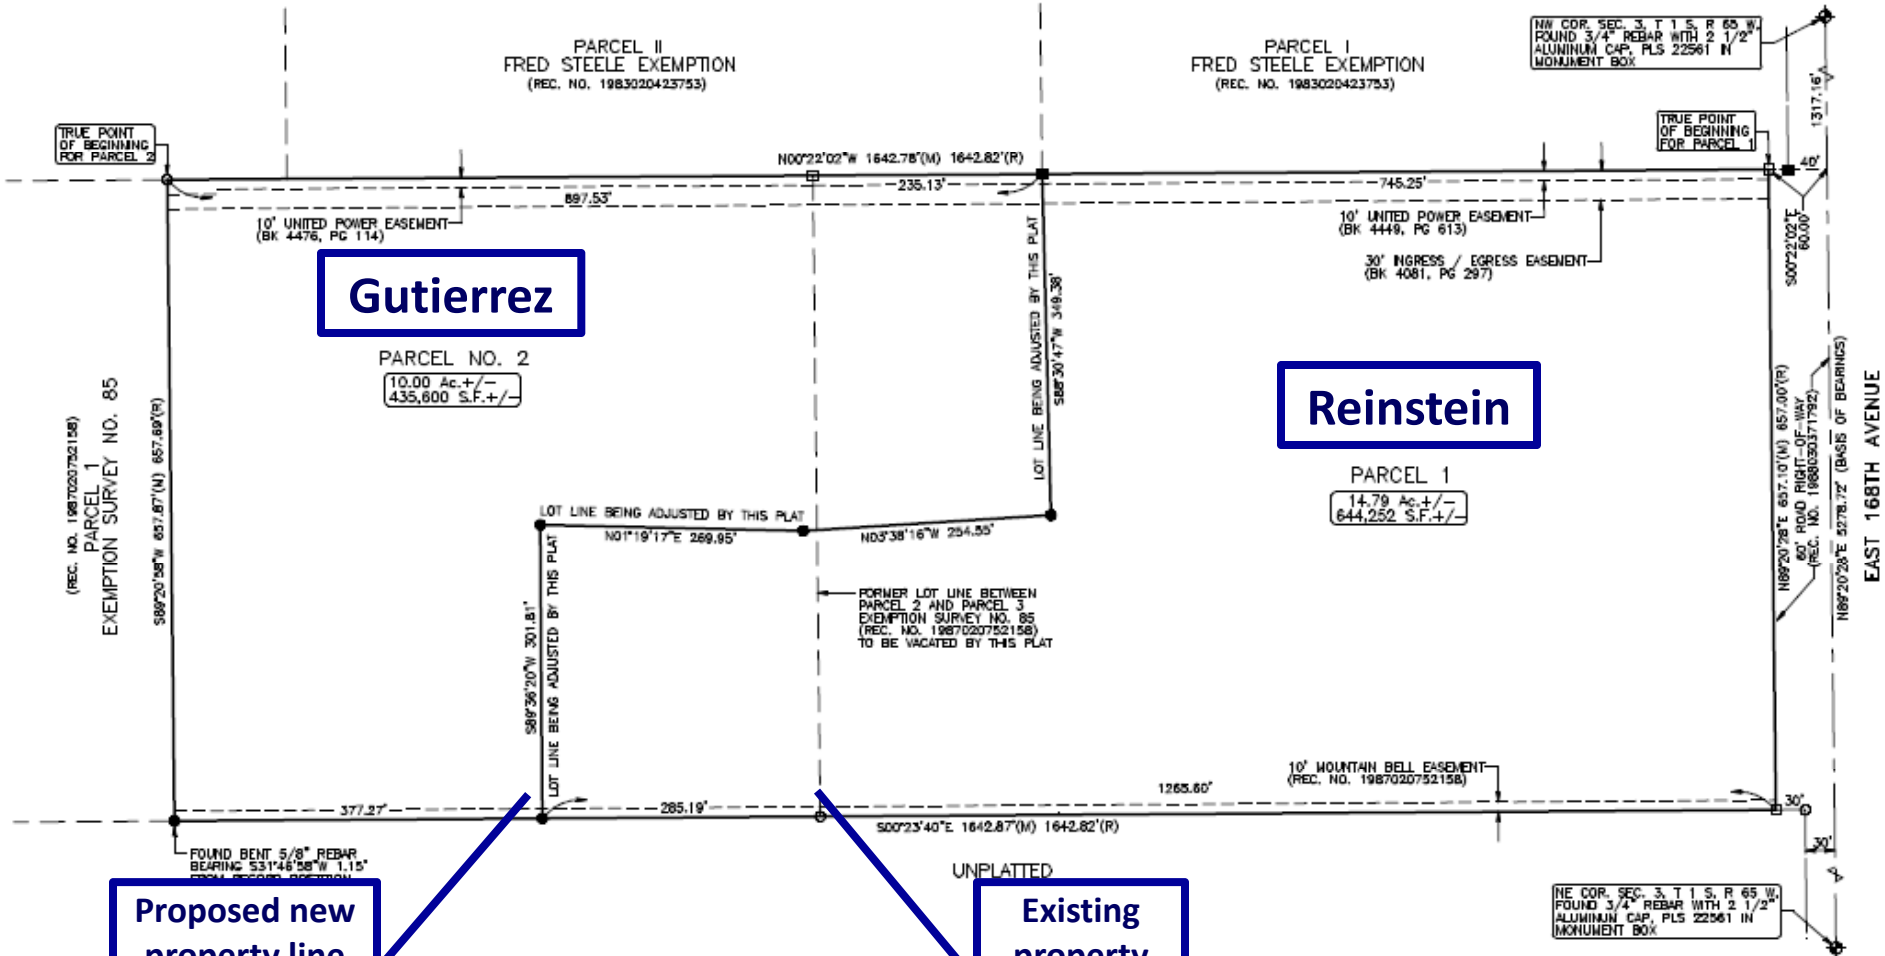 PARCEL II
FRED STEELE EXEMPTION
(REC. NO. 1983020423753)
PARCEL I
FRED STEELE EXEMPTION
(REC. NO. 1983020423753)
NW COR. SEC. 3, T 1 S, R 65 W.
FOUND 3/4" REBAR WITH 2 1/2"
ALUMINUM CAP, PLS 22561 IN
MONUMENT BOX
1317.16'
TRUE POINT
OF BEGINNING
FOR PARCEL 2
TRUE POINT
OF BEGINNING
FOR PARCEL 1
N00°22'02"W 1642.78'(M) 1642.82'(R)
40'
235.13'
745.25'
897.53'
10' UNITED POWER EASEMENT
(BK 4476, PG 114)
10' UNITED POWER EASEMENT
(BK 4449, PG 613)
30' INGRESS / EGRESS EASEMENT
(BK 4081, PG 297)
S00°22'02"E
60.00'
Gutierrez
PARCEL NO. 2
10.00 Ac.+/-
435,600 S.F.+/-
LOT LINE BEING ADJUSTED BY THIS PLAT
S88°30'47"W 349.38'
Reinstein
PARCEL 1
14.79 Ac.+/-
644,252 S.F.+/-
(REC. NO. 1987020752158)
PARCEL 1
EXEMPTION SURVEY NO. 85
S89°20'58"W 657.87'(M) 657.69'(R)
N89°20'28"E 657.10'(M) 657.00'(R)
60' ROAD RIGHT-OF-WAY
(REC. NO. 1988030371792)
N89°20'28"E 5278.72' (BASIS OF BEARINGS)
EAST 168TH AVENUE
LOT LINE BEING ADJUSTED BY THIS PLAT
N01°19'17"E 269.95'
N03°38'16"W 254.55'
S89°36'20"W 301.81'
LOT LINE BEING ADJUSTED BY THIS PLAT
FORMER LOT LINE BETWEEN
PARCEL 2 AND PARCEL 3
EXEMPTION SURVEY NO. 85
(REC. NO. 1987020752158)
TO BE VACATED BY THIS PLAT
10' MOUNTAIN BELL EASEMENT
(REC. NO. 1987020752158)
377.27'
285.19'
1265.60'
30'
S00°23'40"E 1642.87'(M) 1642.82'(R)
30'
FOUND BENT 5/8" REBAR
BEARING S31°46'58"W 1.15'
FROM RECORD POSITION
UNPLATTED
Proposed new
property line
Existing
property
NE COR. SEC. 3, T 1 S, R 65 W.
FOUND 3/4" REBAR WITH 2 1/2"
ALUMINUM CAP, PLS 22561 IN
MONUMENT BOX